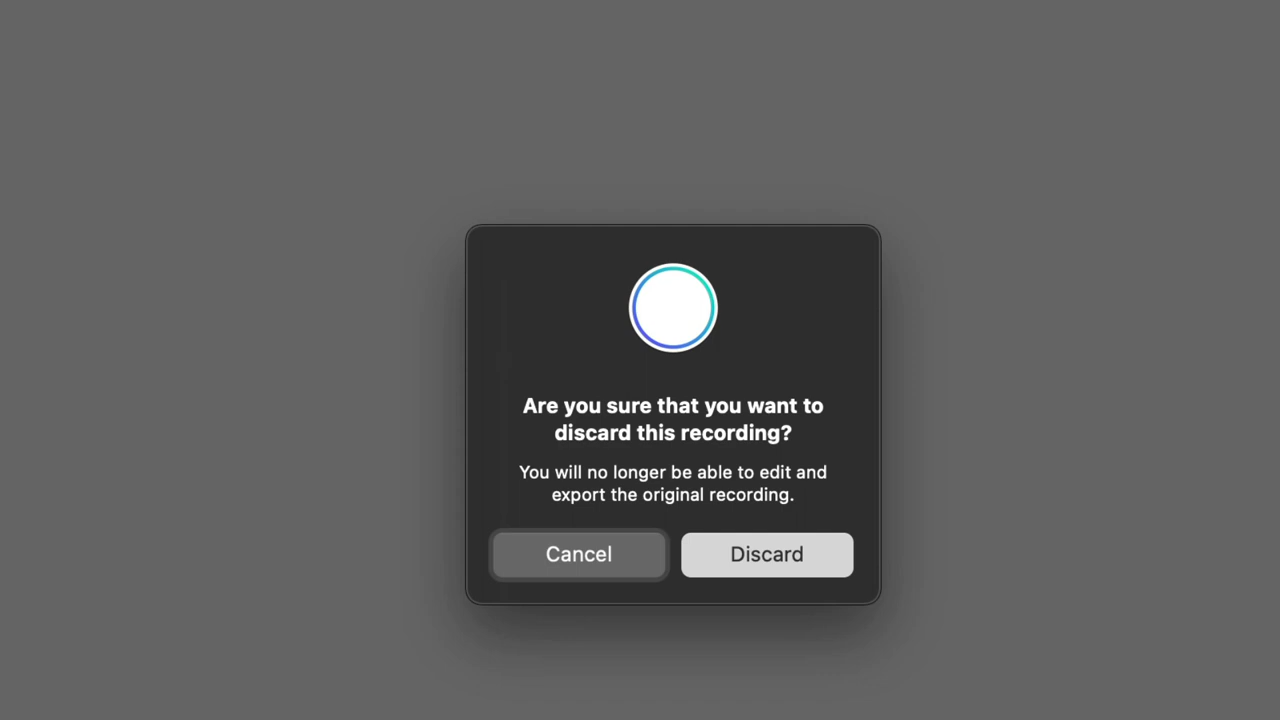 Are you sure that you want to
discard this recording?
You will no longer be able to edit and
export the original recording.
Cancel
Discard